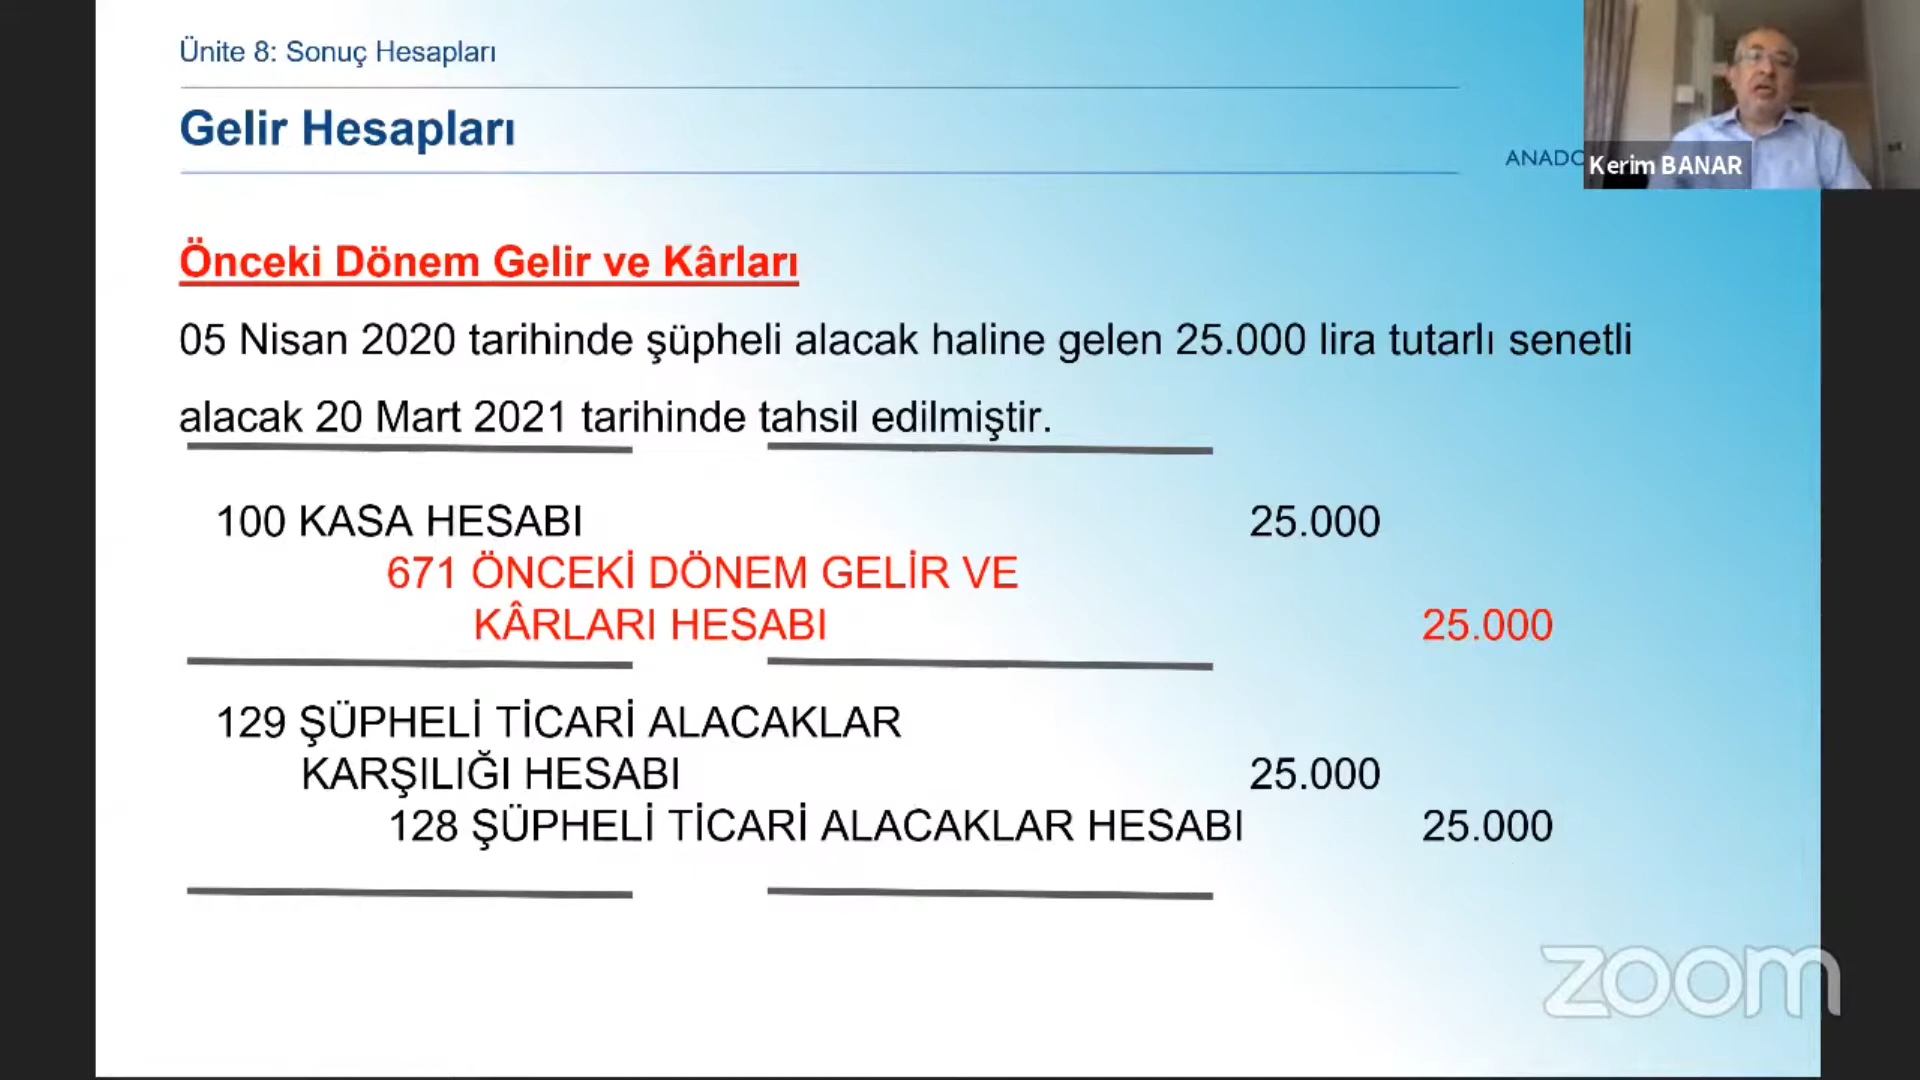 Ünite 8: Sonuç Hesapları
Gelir Hesapları
ANADO
Kerim BANAR
Önceki Dönem Gelir ve Kârları
05 Nisan 2020 tarihinde şüpheli alacak haline gelen 25.000 lira tutarlı senetli
alacak 20 Mart 2021 tarihinde tahsil edilmiştir.
100 KASA HESABI 25.000
671 ÖNCEKİ DÖNEM GELİR VE
KÂRLARI HESABI 25.000
129 ŞÜPHELİ TİCARİ ALACAKLAR
KARŞILIĞI HESABI 25.000
128 ŞÜPHELİ TİCARİ ALACAKLAR HESABI 25.000
zoom